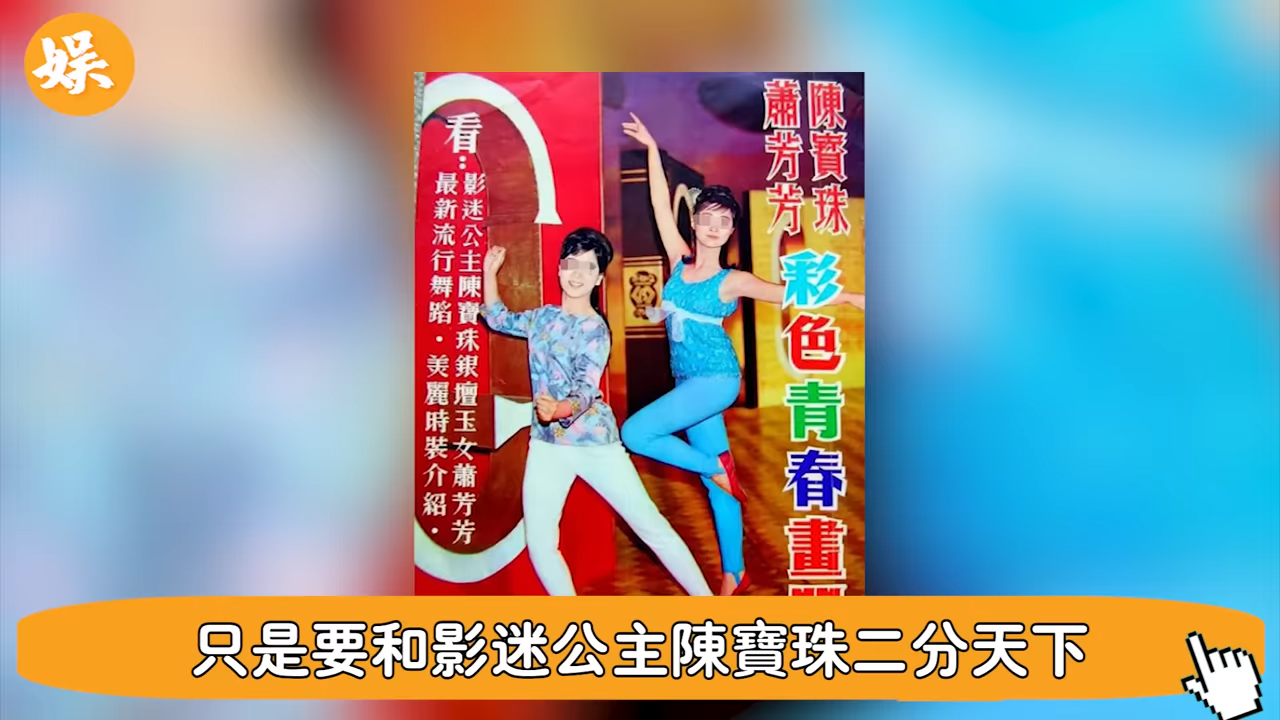 娛
陳寶珠
蕭芳芳
彩色青春畫
看：
影迷公主陳寶珠銀壇玉女蕭芳芳
最新流行舞蹈．美麗時裝介紹．
只是要和影迷公主陳寶珠二分天下